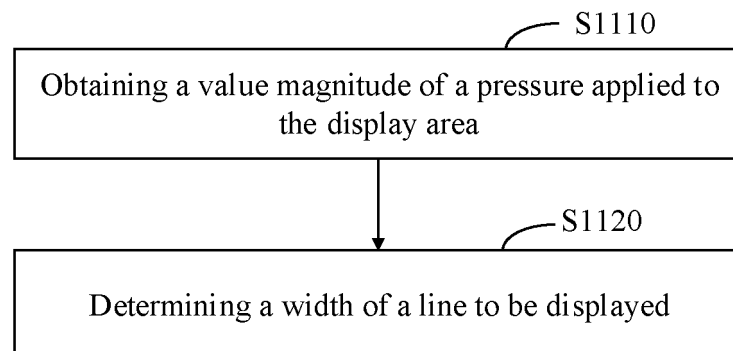 S1110
Obtaining a value magnitude of a pressure applied to
the display area
S1120
Determining a width of a line to be displayed